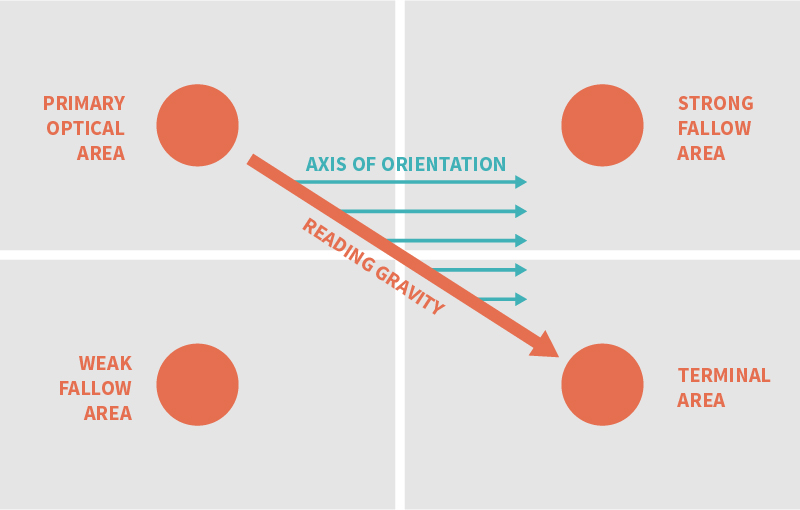 PRIMARY
OPTICAL
AREA
STRONG
FALLOW
AREA
AXIS OF ORIENTATION
READING GRAVITY
WEAK
FALLOW
AREA
TERMINAL
AREA